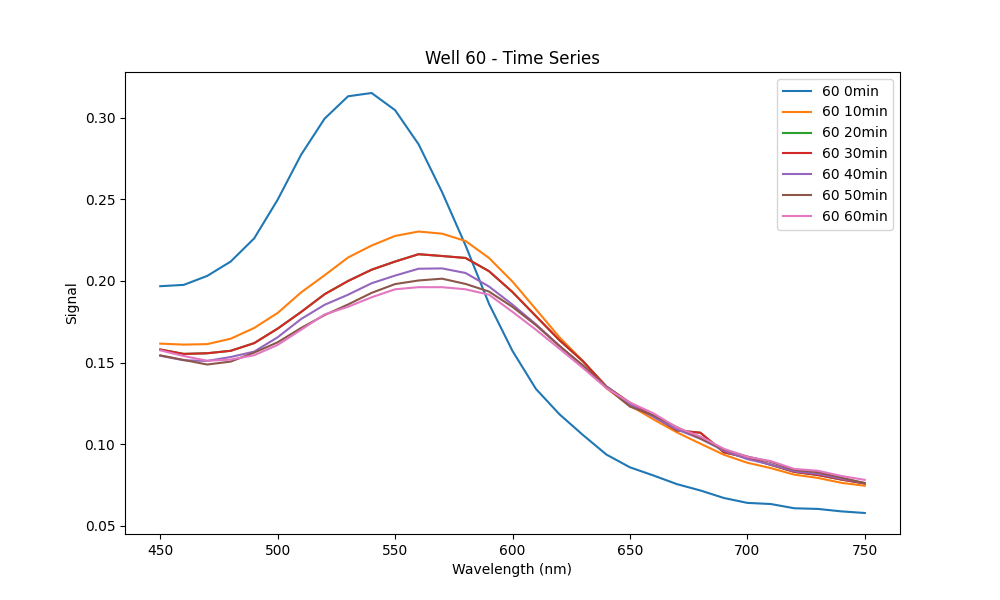 Well 60 - Time Series
60 0min
60 10min
60 20min
60 30min
60 40min
60 50min
60 60min
Signal
0.30
0.25
0.20
0.15
0.10
0.05
450 500 550 600 650 700 750
Wavelength (nm)